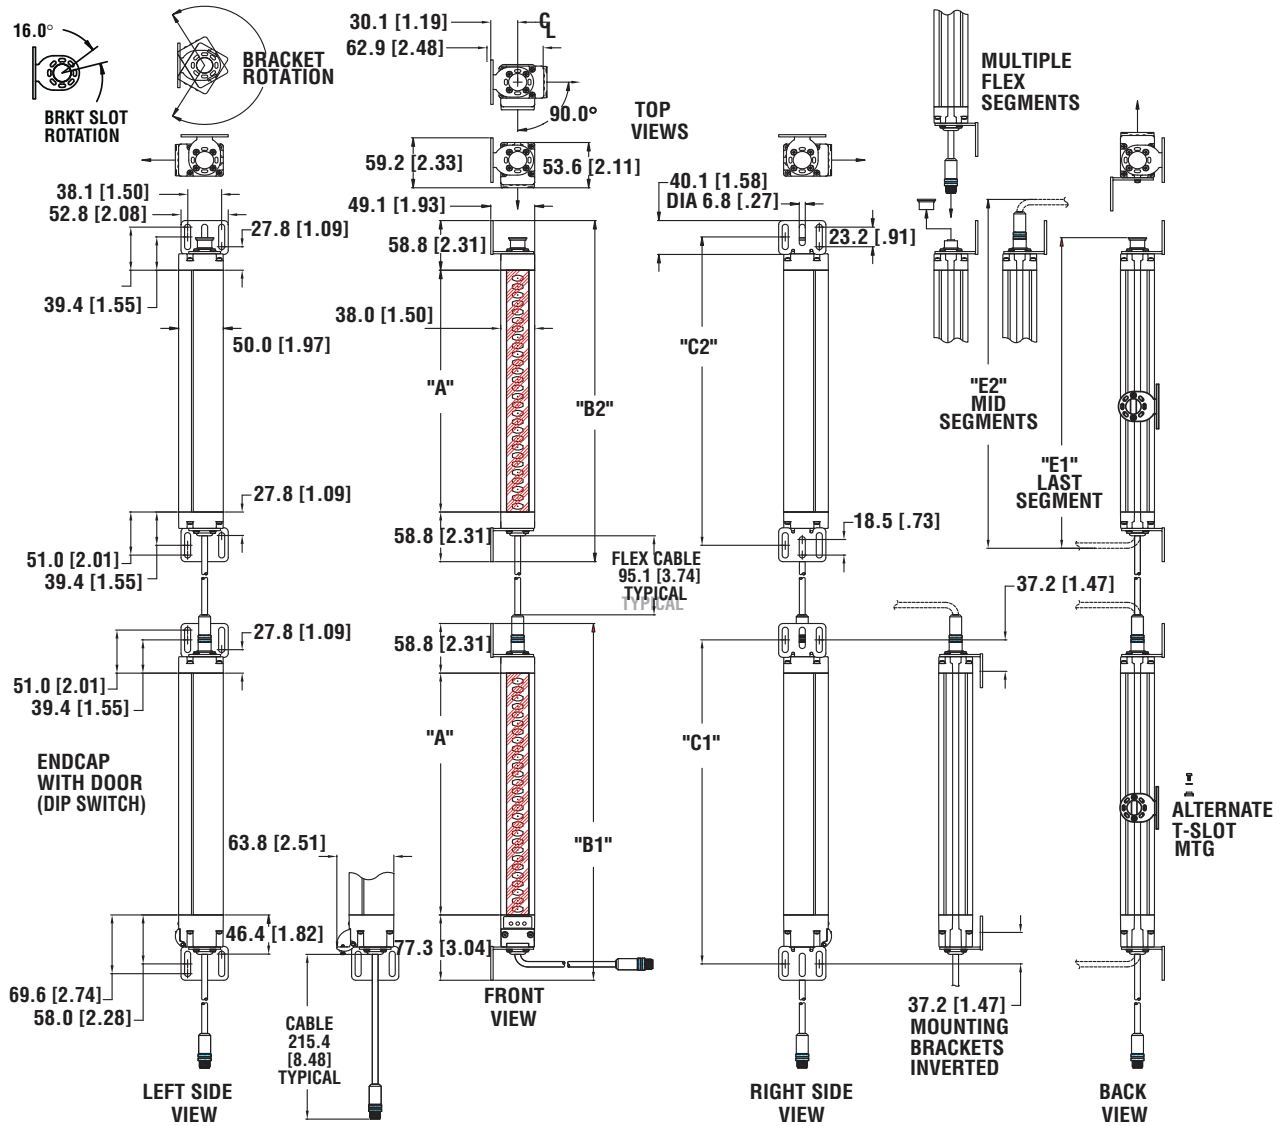 16.0°
BRKT SLOT
ROTATION
BRACKET
ROTATION
30.1 [1.19]
CL
62.9 [2.48]
90.0°
TOP
VIEWS
MULTIPLE
FLEX
SEGMENTS
59.2 [2.33]
53.6 [2.11]
38.1 [1.50]
52.8 [2.08]
27.8 [1.09]
49.1 [1.93]
58.8 [2.31]
40.1 [1.58]
DIA 6.8 [.27]
23.2 [.91]
39.4 [1.55]
50.0 [1.97]
38.0 [1.50]
"A"
"B2"
"C2"
"E2"
MID
SEGMENTS
"E1"
LAST
SEGMENT
27.8 [1.09]
51.0 [2.01]
39.4 [1.55]
58.8 [2.31]
FLEX CABLE
95.1 [3.74]
TYPICAL
TYPICAL
18.5 [.73]
37.2 [1.47]
27.8 [1.09]
51.0 [2.01]
39.4 [1.55]
58.8 [2.31]
ENDCAP
WITH DOOR
(DIP SWITCH)
"A"
"B1"
"C1"
ALTERNATE
T-SLOT
MTG
63.8 [2.51]
46.4 [1.82]
77.3 [3.04]
69.6 [2.74]
58.0 [2.28]
CABLE
215.4
[8.48]
TYPICAL
FRONT
VIEW
37.2 [1.47]
MOUNTING
BRACKETS
INVERTED
LEFT SIDE
VIEW
RIGHT SIDE
VIEW
BACK
VIEW